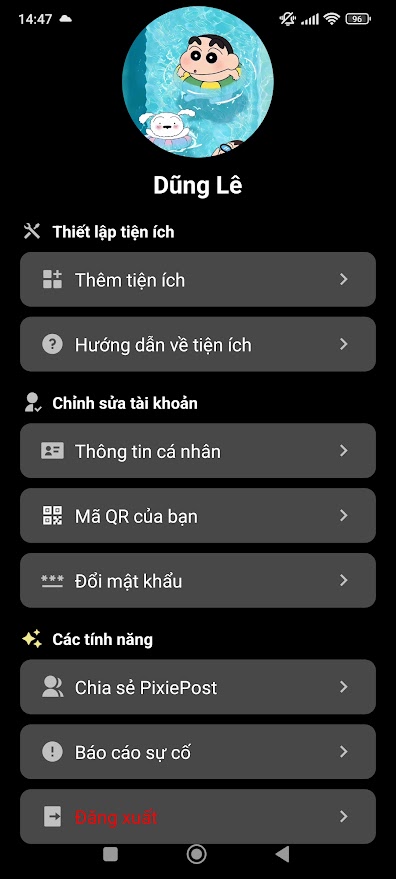 14:47
96
Dũng Lê
Thiết lập tiện ích
Thêm tiện ích
Hướng dẫn về tiện ích
Chỉnh sửa tài khoản
Thông tin cá nhân
Mã QR của bạn
Đổi mật khẩu
Các tính năng
Chia sẻ PixiePost
Báo cáo sự cố
Đăng xuất